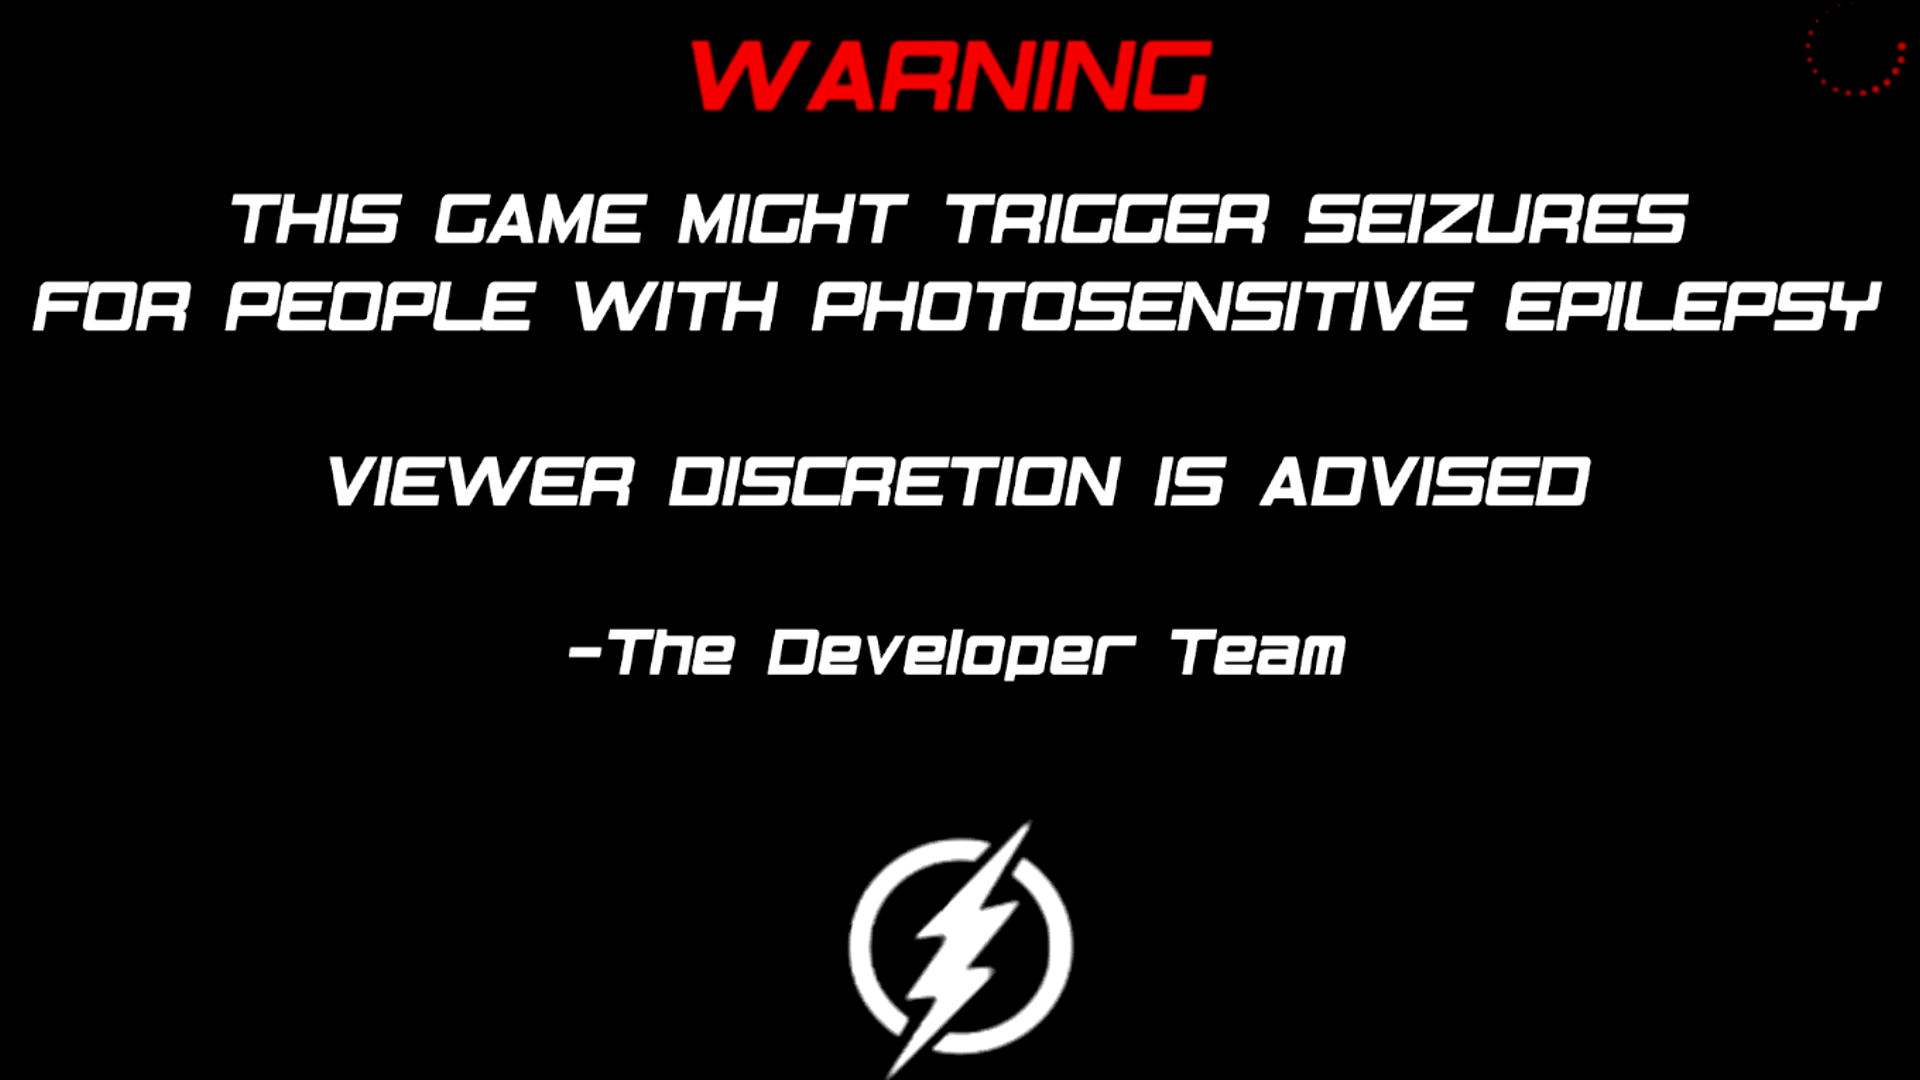 WARNING
THIS GAME MIGHT TRIGGER SEIZURES
FOR PEOPLE WITH PHOTOSENSITIVE EPILEPSY
VIEWER DISCRETION IS ADVISED
-The Developer Team